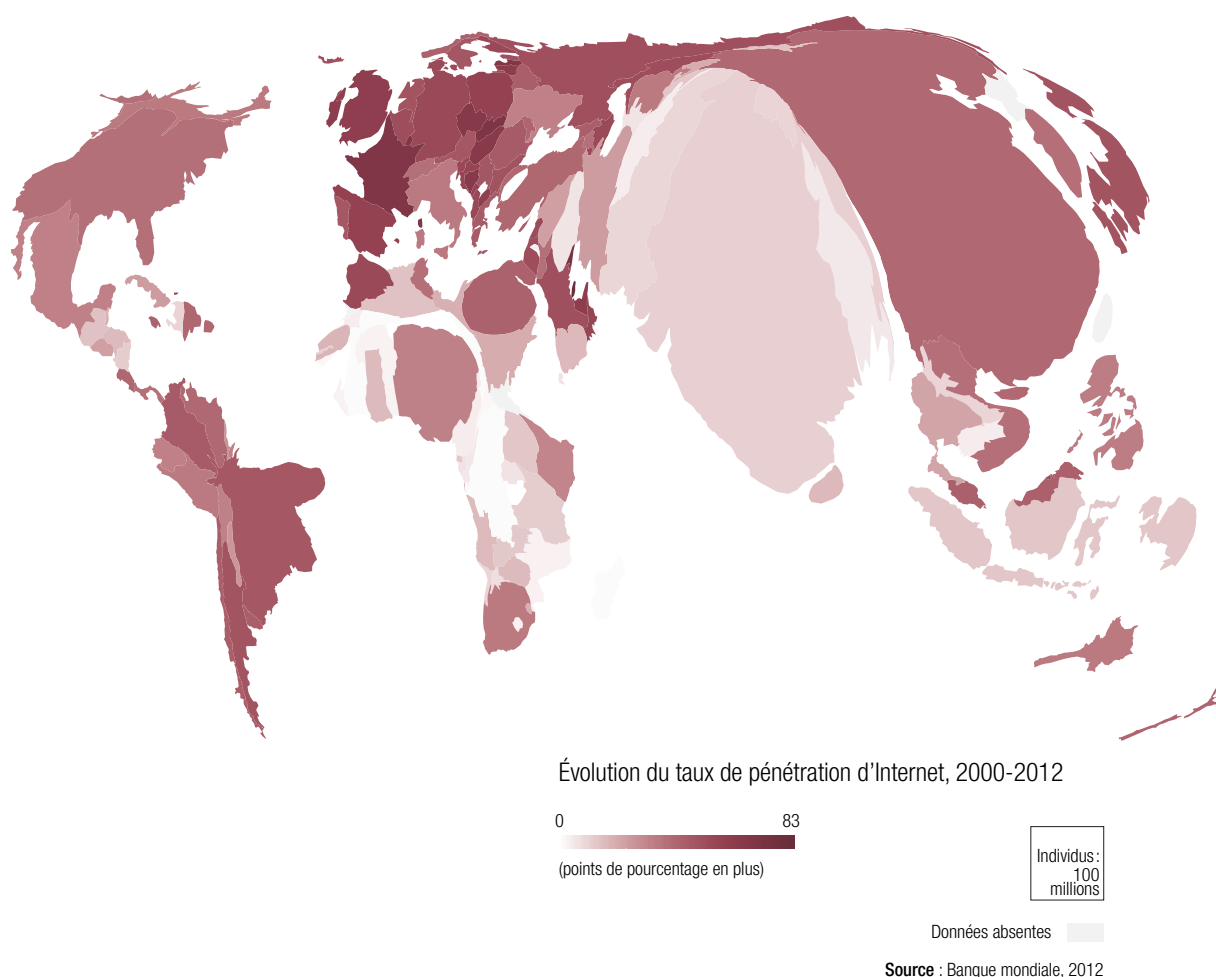 Évolution du taux de pénétration d’Internet, 2000-2012
0 83
(points de pourcentage en plus)
Individus :
100
millions
Données absentes
Source : Banque mondiale, 2012